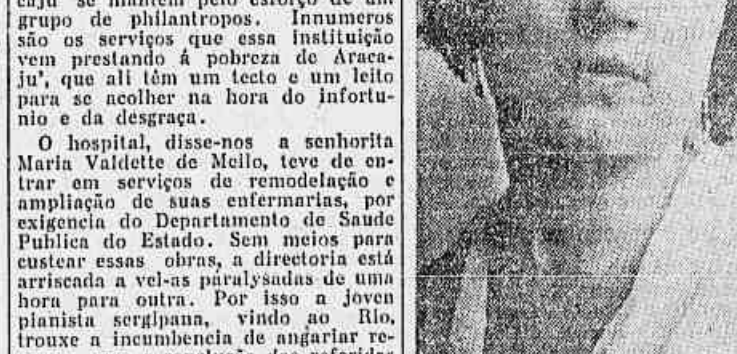 caju' se mantem pelo esforço de um
grupo de philantropos. Innumeros
são os serviços que essa instituição
vem prestando á pobreza de Araca-
ju', que ali têm um tecto e um leito
para se acolher na hora do infortu-
nio e da desgraça.
O hospital, disse-nos a senhorita
Maria Valdette de Mello, teve de en-
trar em serviços de remodelação e
ampliação de suas enfermarias, por
exigencia do Departamento de Saude
Publica do Estado. Sem meios para
custear essas obras, a directoria está
arriscada a vel-as paralysadas de uma
hora para outra. Por isso a joven
pianista sergipana, vindo ao Rio,
trouxe a incumbencia de angariar re-